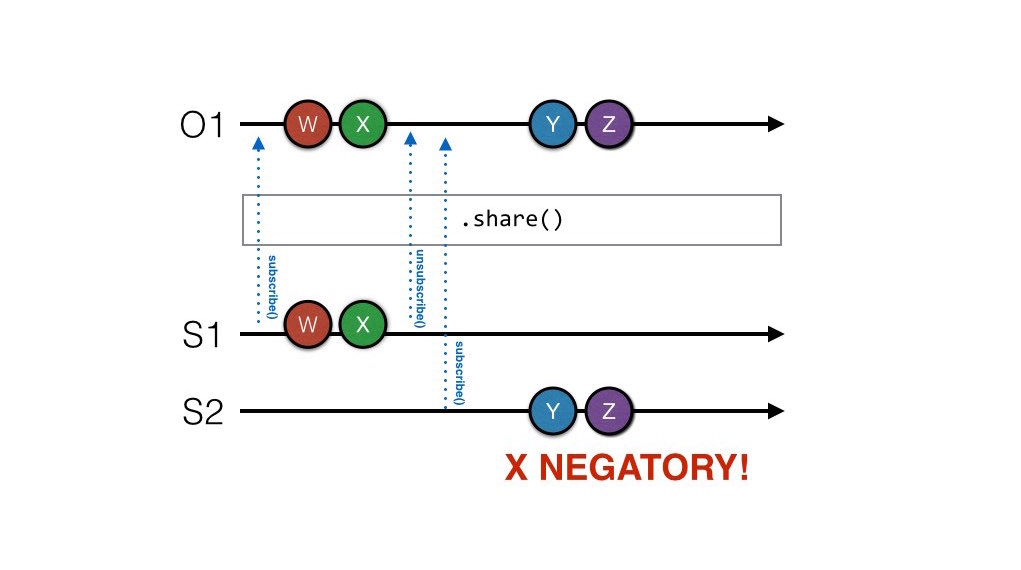 O1
W
X
Y
Z
.share()
subscribe()
unsubscribe()
S1
W
X
subscribe()
S2
Y
Z
X NEGATORY!